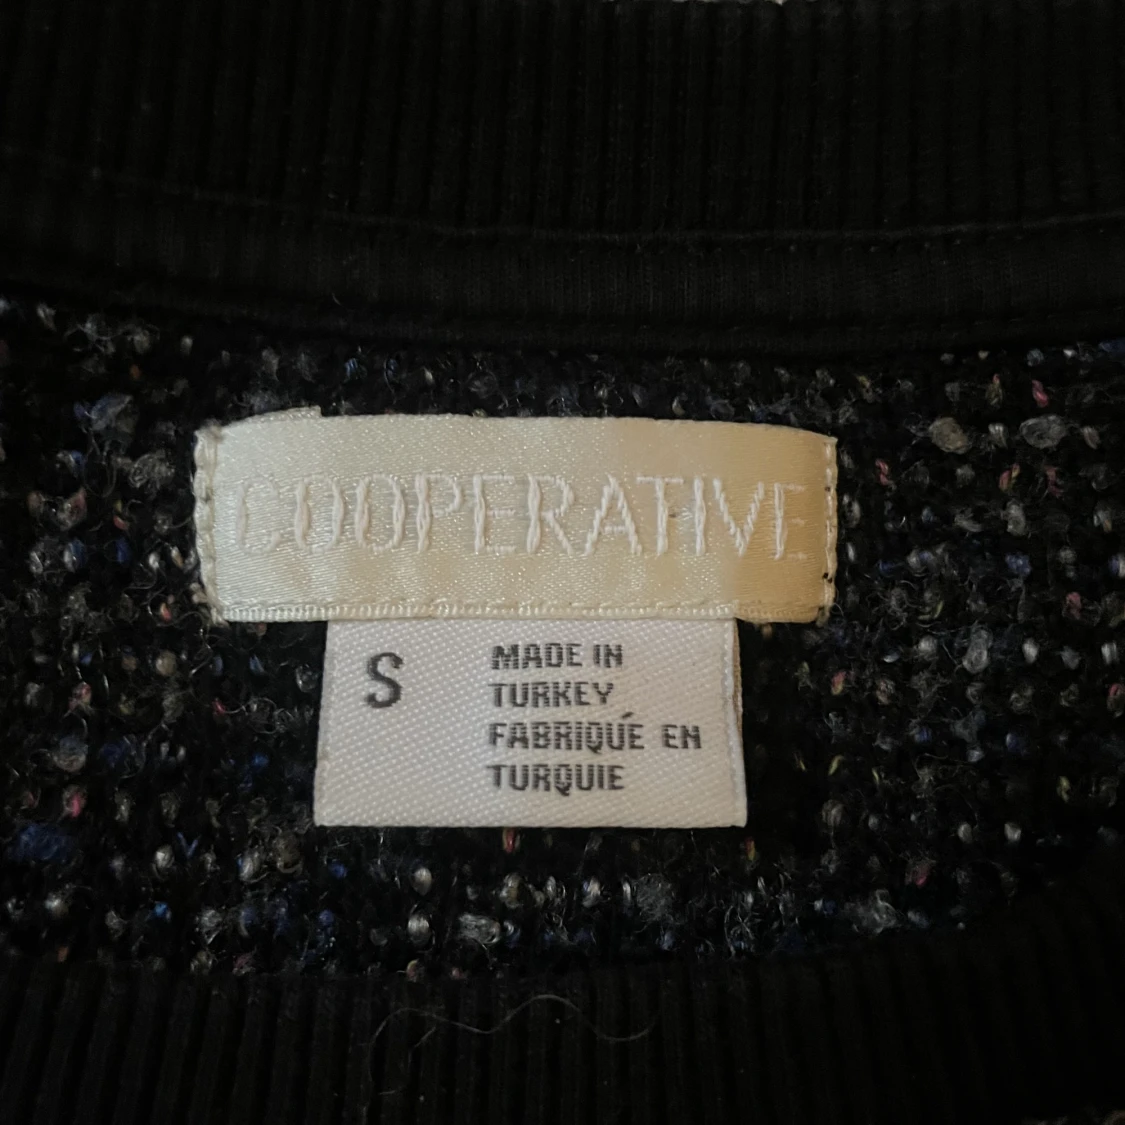 COOPERATIVE
S
MADE IN
TURKEY
FABRIQUÉ EN
TURQUIE